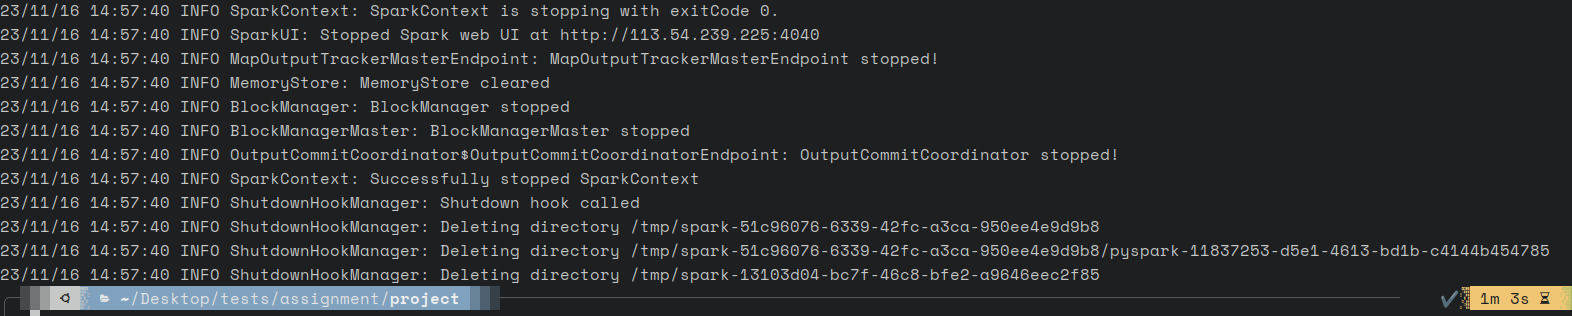 23/11/16 14:57:40 INFO SparkContext: SparkContext is stopping with exitCode 0.
23/11/16 14:57:40 INFO SparkUI: Stopped Spark web UI at http://113.54.239.225:4040
23/11/16 14:57:40 INFO MapOutputTrackerMasterEndpoint: MapOutputTrackerMasterEndpoint stopped!
23/11/16 14:57:40 INFO MemoryStore: MemoryStore cleared
23/11/16 14:57:40 INFO BlockManager: BlockManager stopped
23/11/16 14:57:40 INFO BlockManagerMaster: BlockManagerMaster stopped
23/11/16 14:57:40 INFO OutputCommitCoordinator$OutputCommitCoordinatorEndpoint: OutputCommitCoordinator stopped!
23/11/16 14:57:40 INFO SparkContext: Successfully stopped SparkContext
23/11/16 14:57:40 INFO ShutdownHookManager: Shutdown hook called
23/11/16 14:57:40 INFO ShutdownHookManager: Deleting directory /tmp/spark-51c96076-6339-42fc-a3ca-950ee4e9d9b8
23/11/16 14:57:40 INFO ShutdownHookManager: Deleting directory /tmp/spark-51c96076-6339-42fc-a3ca-950ee4e9d9b8/pyspark-11837253-d5e1-4613-bd1b-c4144b454785
23/11/16 14:57:40 INFO ShutdownHookManager: Deleting directory /tmp/spark-13103d04-bc7f-46c8-bfe2-a9646eec2f85
~/Desktop/tests/assignment/project ✔ 1m 3s ⌛